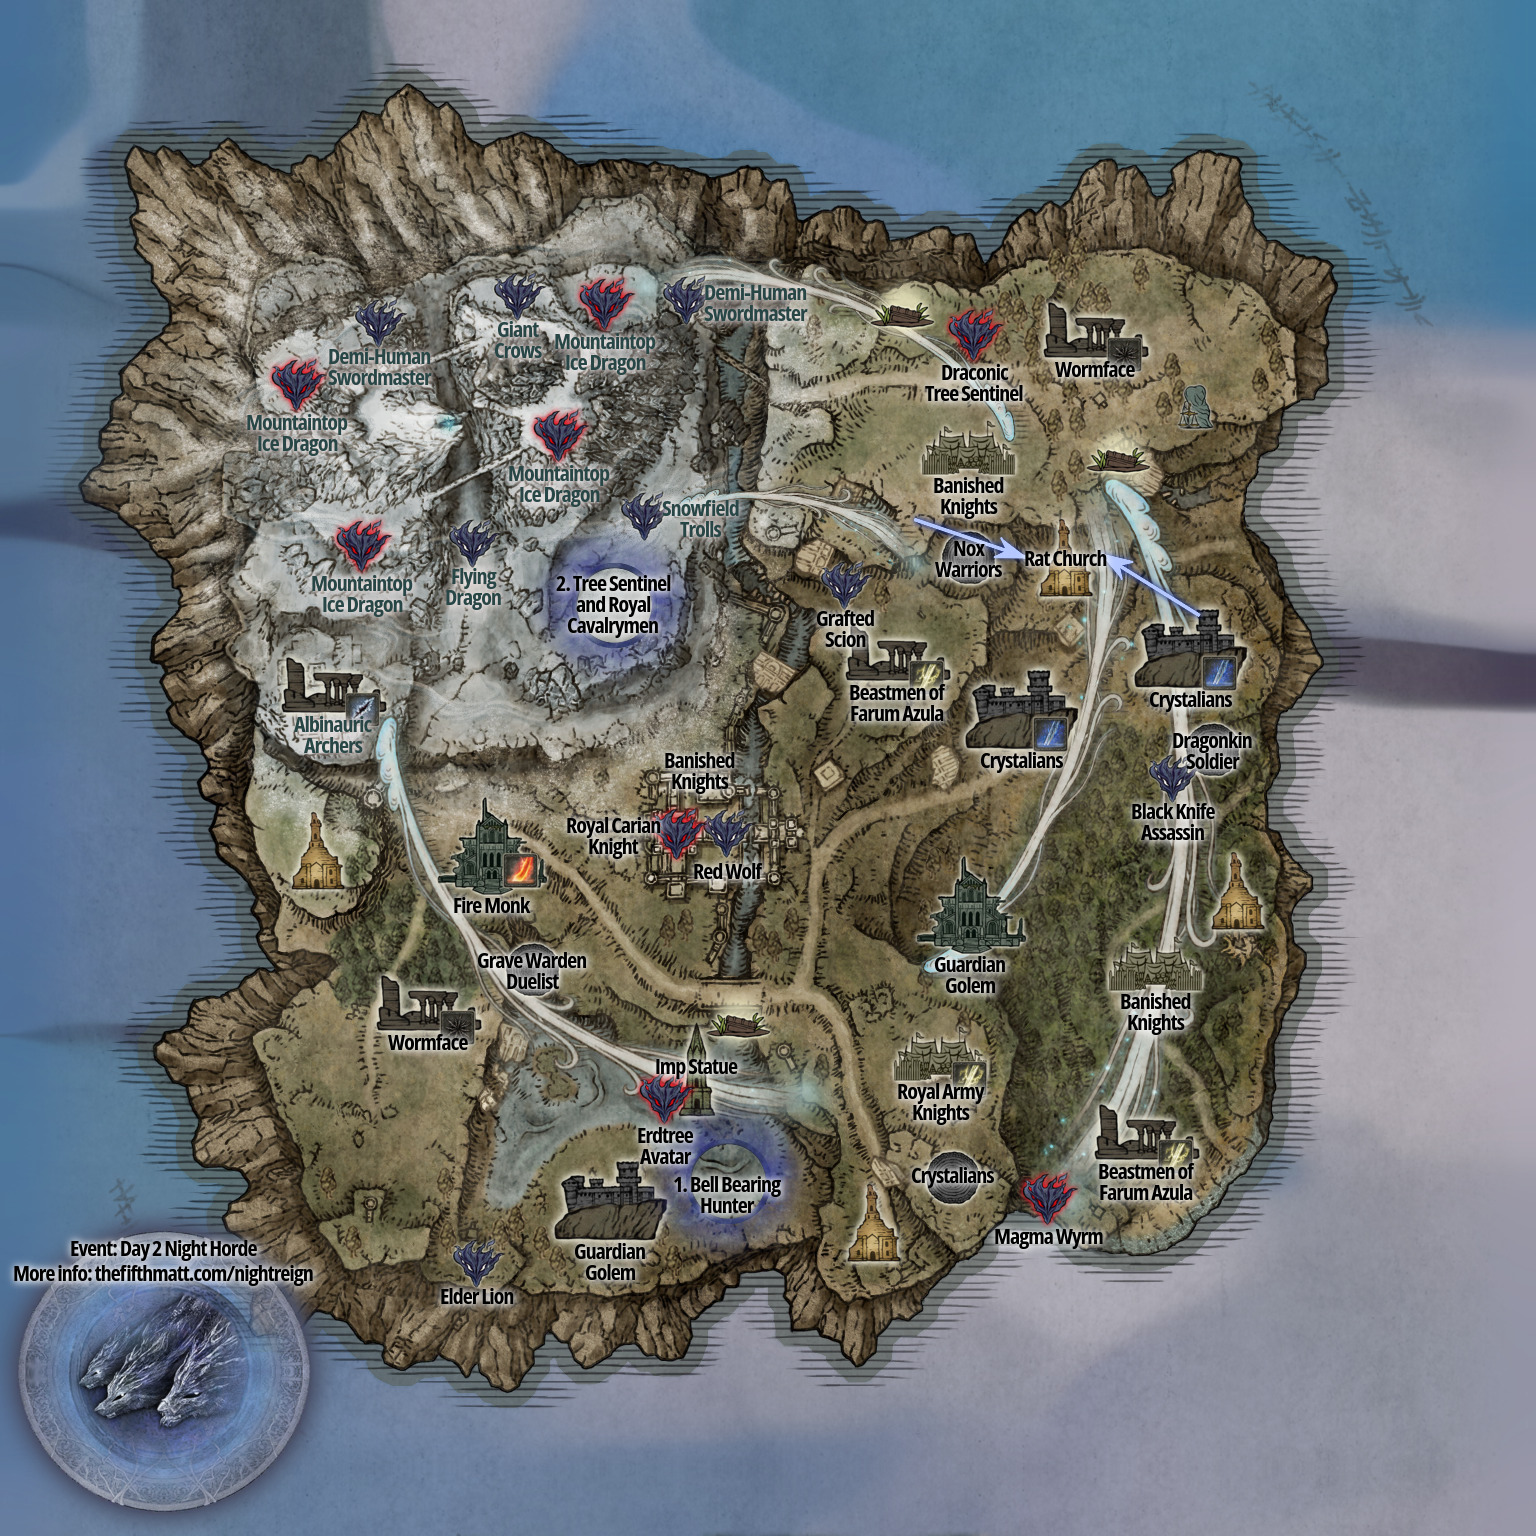 Demi-Human
Swordmaster
Giant
Crows
Mountaintop
Ice Dragon
Demi-Human
Swordmaster
Draconic
Tree Sentinel
Wormface
Mountaintop
Ice Dragon
Mountaintop
Ice Dragon
Banished
Knights
Snowfield
Trolls
Nox
Warriors
Rat Church
Mountaintop
Ice Dragon
Flying
Dragon
2. Tree Sentinel
and Royal
Cavalrymen
Grafted
Scion
Beastmen of
Farum Azula
Crystalians
Crystalians
Albinauric
Archers
Banished
Knights
Dragonkin
Soldier
Black Knife
Assassin
Royal Carian
Knight
Red Wolf
Fire Monk
Grave Warden
Duelist
Guardian
Golem
Banished
Knights
Wormface
Imp Statue
Royal Army
Knights
Erdtree
Avatar
1. Bell Bearing
Hunter
Crystalians
Beastmen of
Farum Azula
Magma Wyrm
Guardian
Golem
Elder Lion
Event: Day 2 Night Horde
More info: thefifthmatt.com/nightreign